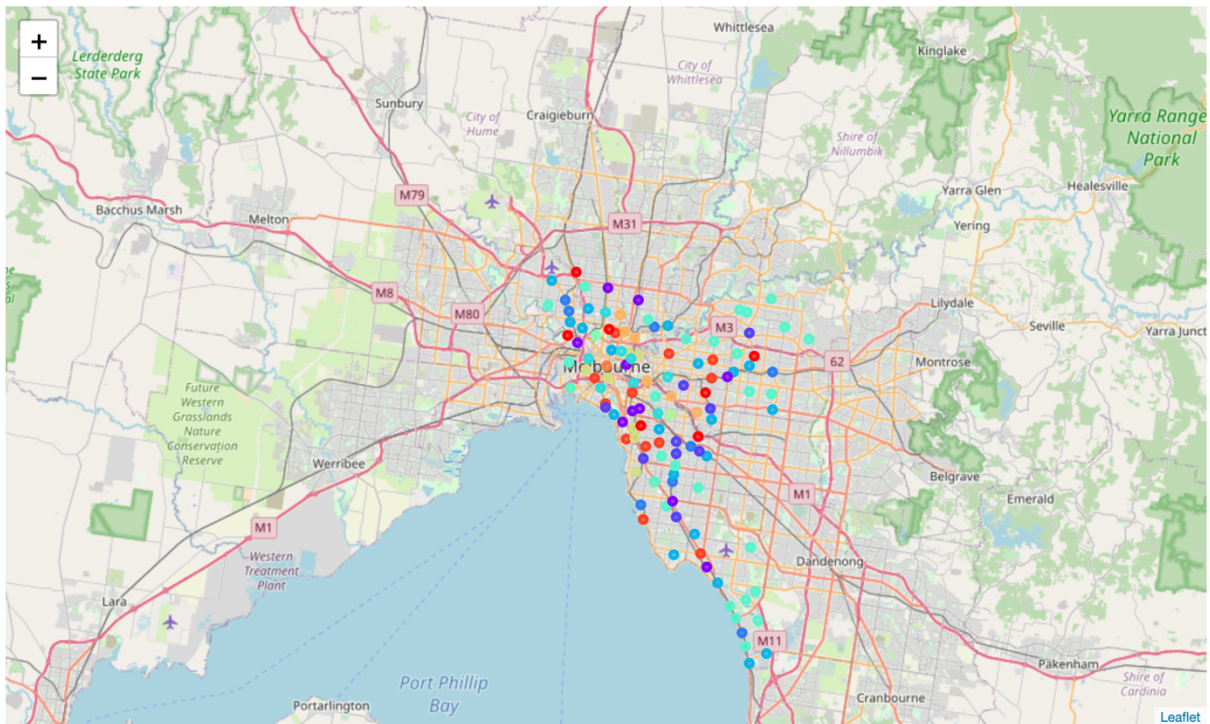 +
−
Whittlesea
Kinglake
Lerderderg
State Park
City of
Whittlesea
Sunbury
City of
Hume
Craigieburn
Yarra Range
National
Park
Shire of
Nillumbik
M79
Yarra Glen
Healesville
Bacchus Marsh
Melton
M31
Yering
M8
M80
Lilydale
M3
Seville
Yarra Junct
Melbourne
62
Montrose
Future
Western
Grasslands
Nature
Conservation
Reserve
Werribee
Belgrave
M1
Emerald
M1
Western
Treatment
Plant
Dandenong
Lara
M11
Pakenham
Port Phillip
Bay
Shire of
Cardinia
Portarlington
Cranbourne
Leaflet